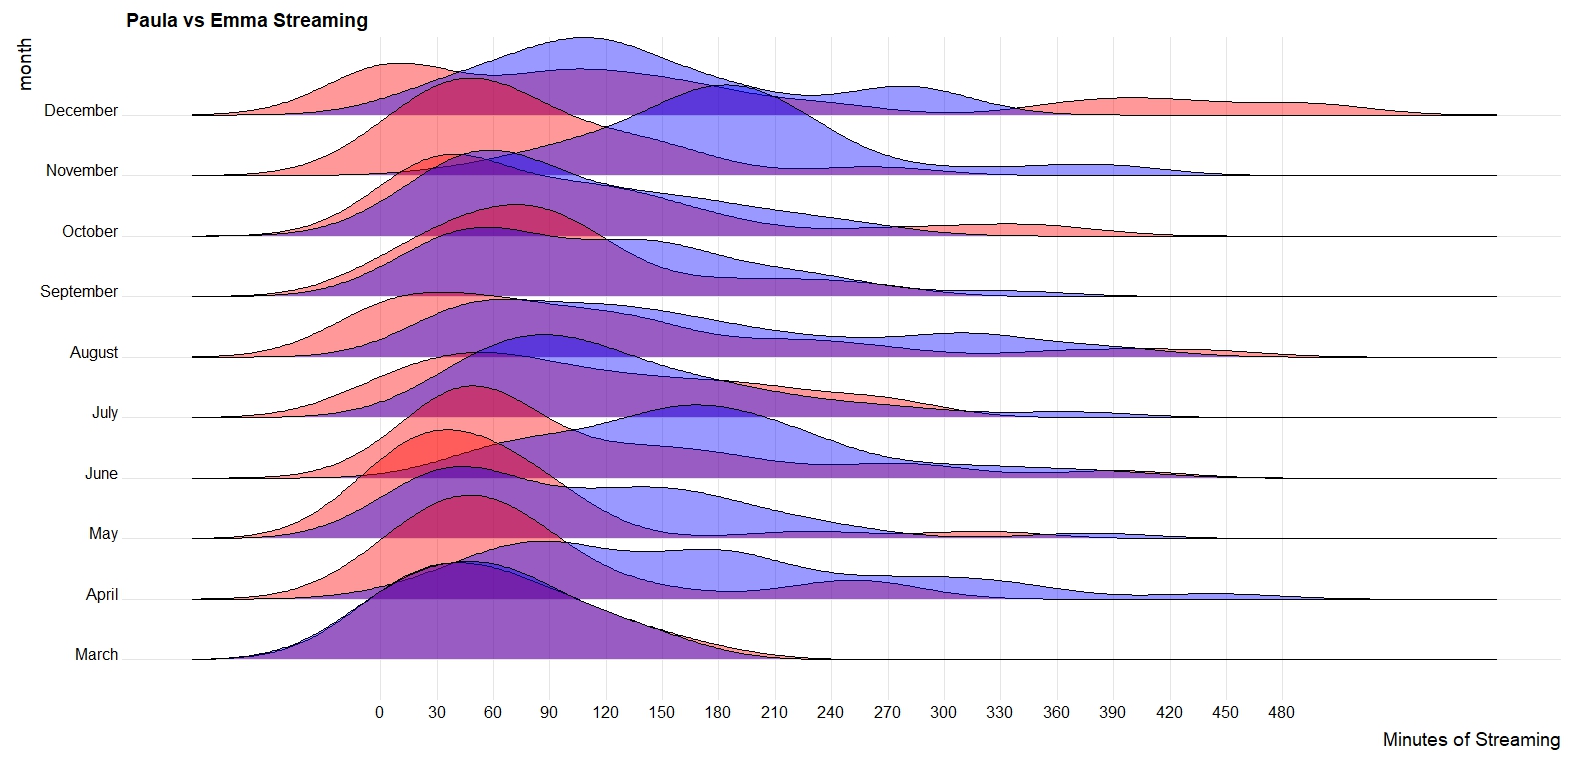 Paula vs Emma Streaming
month
December
November
October
September
August
July
June
May
April
March
0 30 60 90 120 150 180 210 240 270 300 330 360 390 420 450 480
Minutes of Streaming